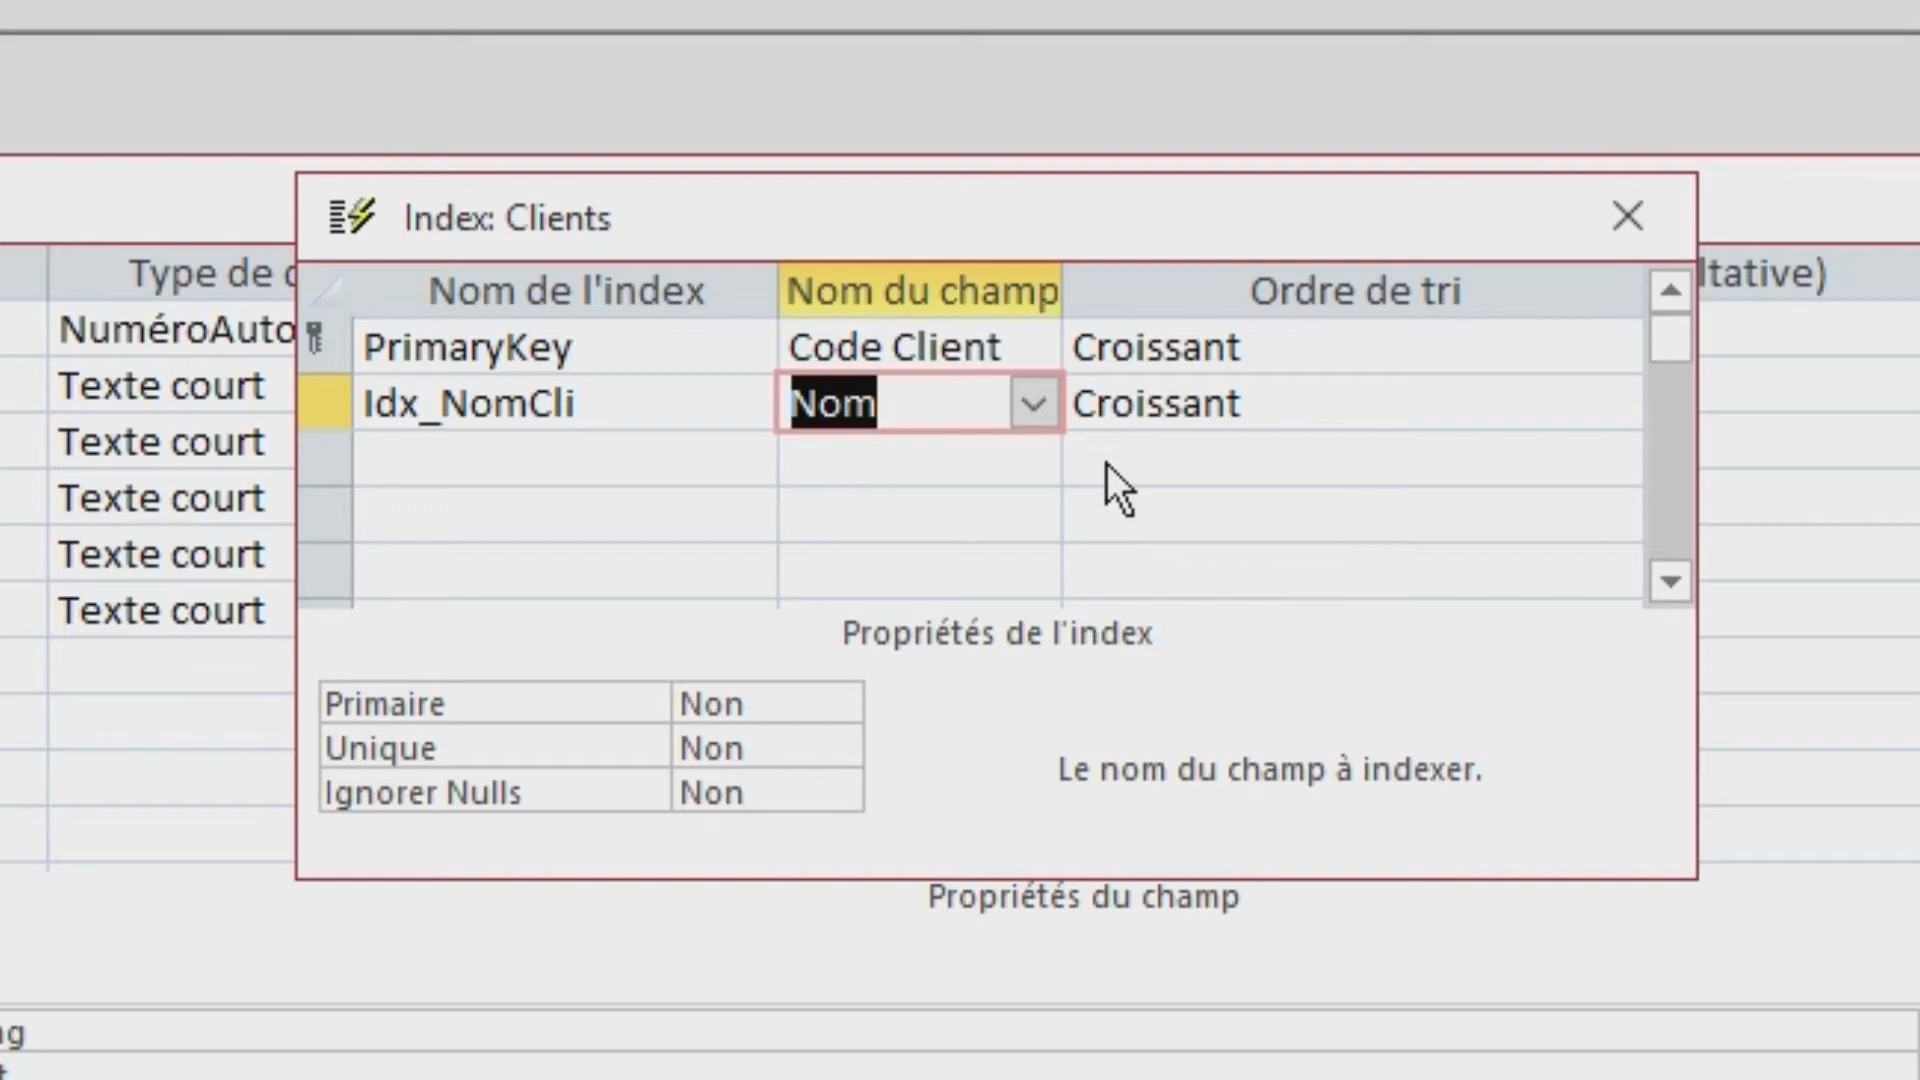 Index: Clients
Type de
ltative)
Nom de l'index Nom du champ Ordre de tri
NuméroAuto
PrimaryKey Code Client Croissant
Texte court
Idx_NomCli Nom Croissant
Texte court
Texte court
Texte court
Texte court
Propriétés de l'index
Primaire Non
Unique Non
Ignorer Nulls Non
Le nom du champ à indexer.
Propriétés du champ